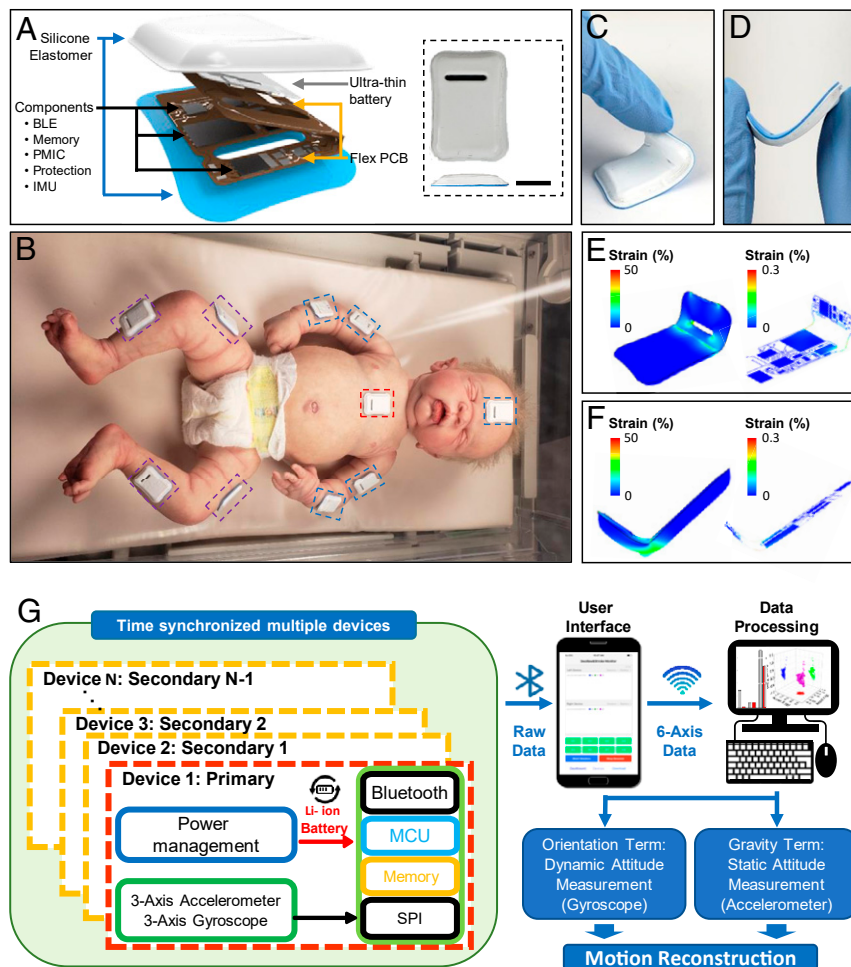 A
Silicone
Elastomer
Components
• BLE
• Memory
• PMIC
• Protection
• IMU
Ultra-thin
battery
Flex PCB
C
D
B
E
Strain (%)
50
0
Strain (%)
0.3
0
F
Strain (%)
50
0
Strain (%)
0.3
0
G
Time synchronized multiple devices
Device N: Secondary N-1
Device 3: Secondary 2
Device 2: Secondary 1
Device 1: Primary
Power
management
Li- ion
Battery
3-Axis Accelerometer
3-Axis Gyroscope
Bluetooth
MCU
Memory
SPI
Raw
Data
User
Interface
6-Axis
Data
Data
Processing
Orientation Term:
Dynamic Attitude
Measurement
(Gyroscope)
Gravity Term:
Static Attitude
Measurement
(Accelerometer)
Motion Reconstruction